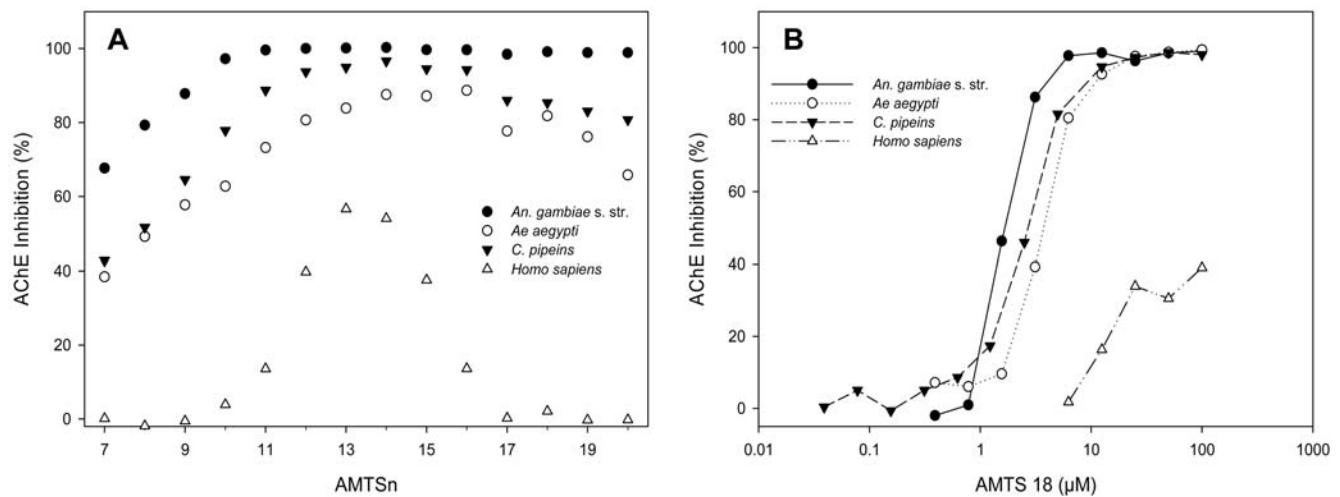 A
AChE Inhibition (%)
100
80
60
40
20
0
An. gambiae s. str.
Ae aegypti
C. pipeins
Homo sapiens
7 9 11 13 15 17 19
AMTSn
B
AChE Inhibition (%)
100
80
60
40
20
0
An. gambiae s. str.
Ae aegypti
C. pipeins
Homo sapiens
0.01 0.1 1 10 100 1000
AMTS 18 (μM)